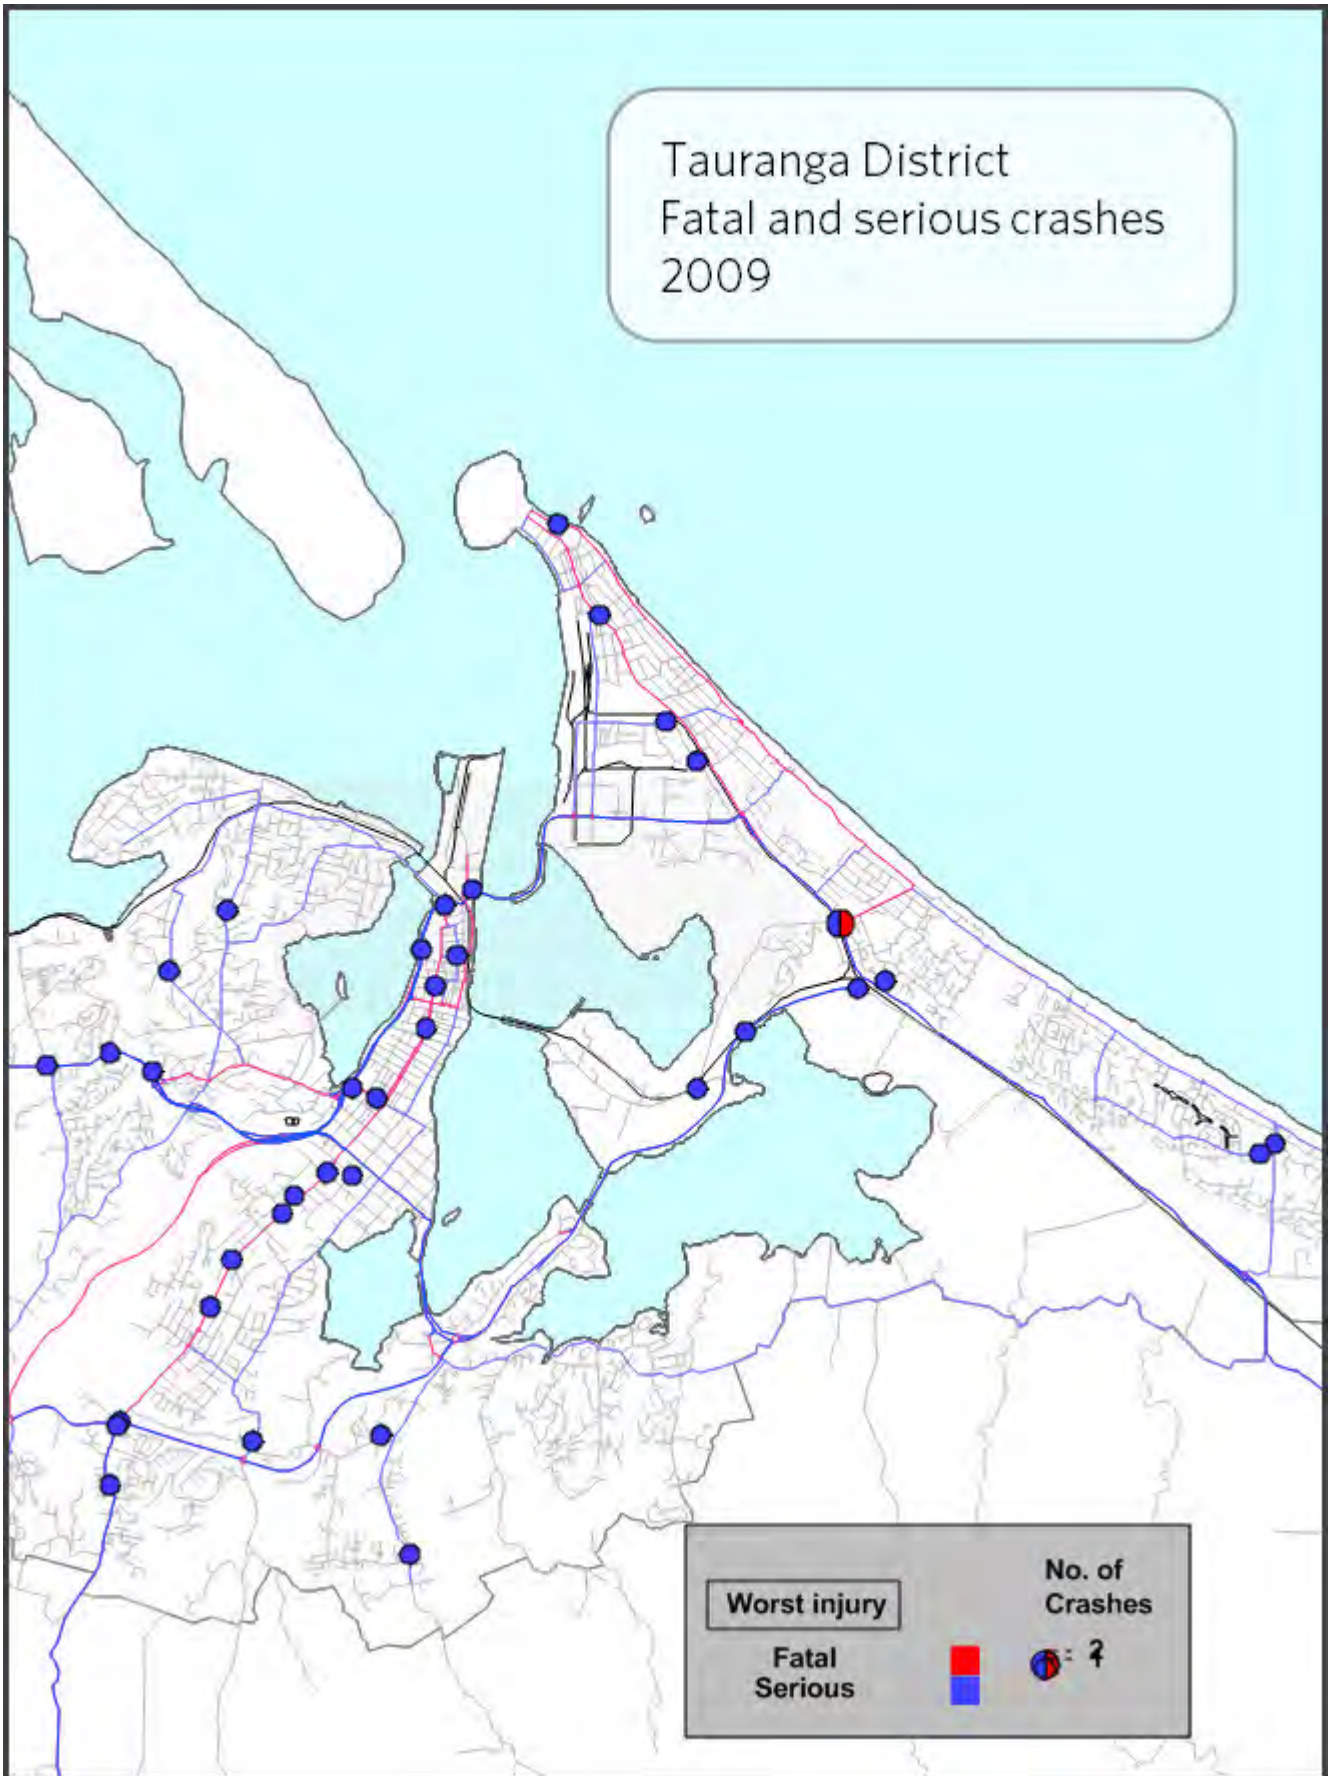 Tauranga District
Fatal and serious crashes
2009
No. of
Crashes
Worst injury
Fatal
Serious